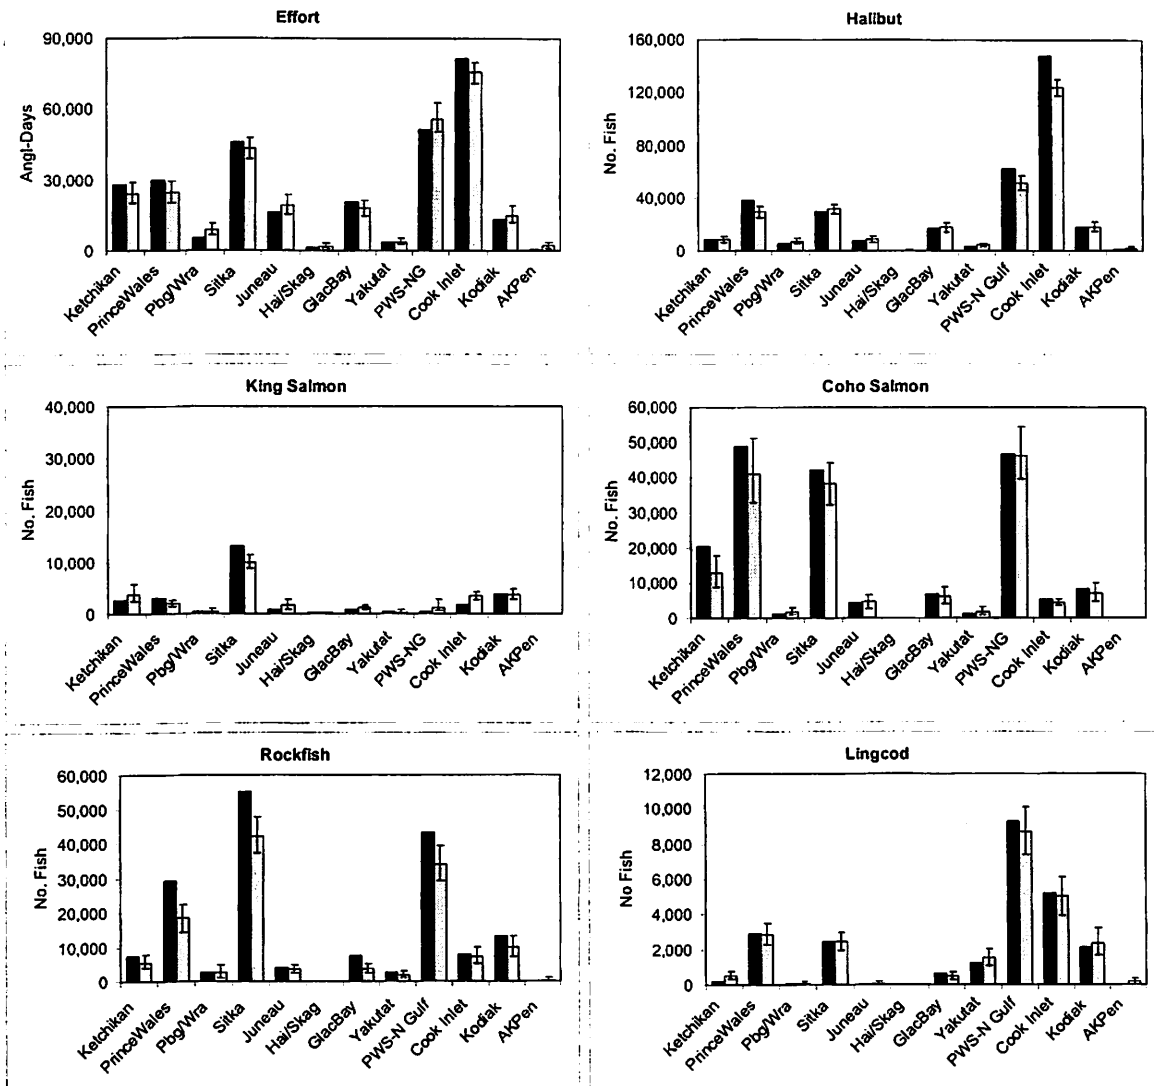 Effort
90,000
60,000
30,000
0
Angl-Days
Ketchikan
PrinceWales
Pbg/Wra
Sitka
Juneau
Hai/Skag
GlacBay
Yakutat
PWS-NG
Cook Inlet
Kodiak
AKPen
Halibut
160,000
120,000
80,000
40,000
0
No. Fish
Ketchikan
PrinceWales
Pbg/Wra
Sitka
Juneau
Hai/Skag
GlacBay
Yakutat
PWS-N Gulf
Cook Inlet
Kodiak
AKPen
King Salmon
40,000
30,000
20,000
10,000
0
No. Fish
Ketchikan
PrinceWales
Pbg/Wra
Sitka
Juneau
Hai/Skag
GlacBay
Yakutat
PWS-NG
Cook Inlet
Kodiak
AKPen
Coho Salmon
60,000
50,000
40,000
30,000
20,000
10,000
0
No. Fish
Ketchikan
PrinceWales
Pbg/Wra
Sitka
Juneau
Hai/Skag
GlacBay
Yakutat
PWS-NG
Cook Inlet
Kodiak
AKPen
Rockfish
60,000
50,000
40,000
30,000
20,000
10,000
0
No. Fish
Ketchikan
PrinceWales
Pbg/Wra
Sitka
Juneau
Hai/Skag
GlacBay
Yakutat
PWS-N Gulf
Cook Inlet
Kodiak
AKPen
Lingcod
12,000
10,000
8,000
6,000
4,000
2,000
0
No Fish
Ketchikan
PrinceWales
Pbg/Wra
Sitka
Juneau
Hai/Skag
GlacBay
Yakutat
PWS-N Gulf
Cook Inlet
Kodiak
AKPen